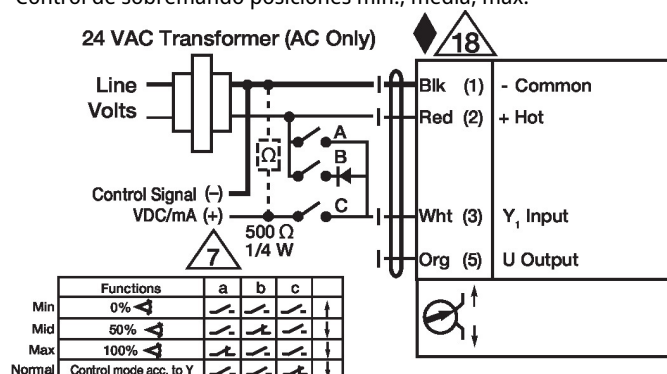 Control de sobremando posiciones mín., media, máx.
24 VAC Transformer (AC Only)
18
Line
Volts
Blk (1) - Common
Red (2) + Hot
A
Ω
B
Control Signal (-)
VDC/mA (+)
C
Wht (3) Y₁ Input
500 Ω
1/4 W
7
Org (5) U Output
Functions a b c
Min 0%
Mid 50%
Max 100%
Normal Control mode acc. to Y